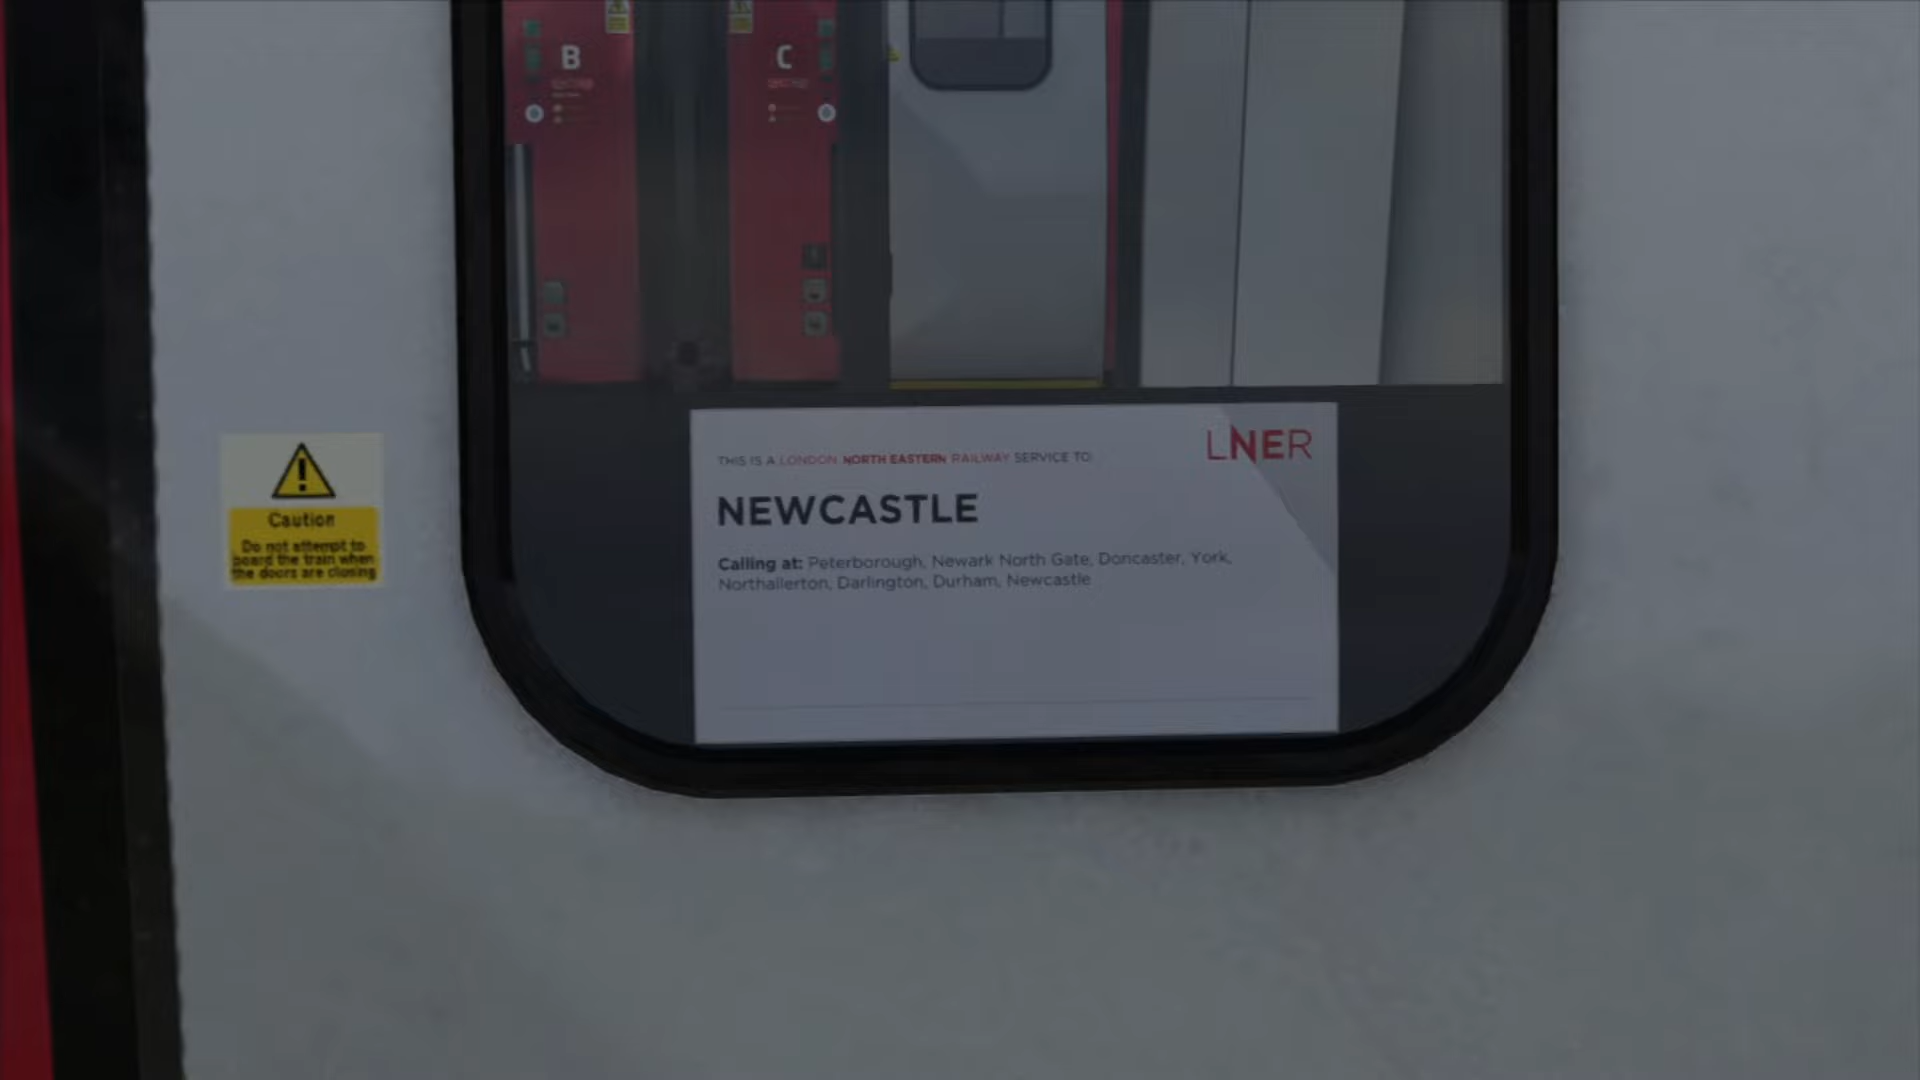 B
C
LNER
THIS IS A LONDON NORTH EASTERN RAILWAY SERVICE TO
NEWCASTLE
Calling at: Peterborough, Newark North Gate, Doncaster, York,
Northallerton, Darlington, Durham, Newcastle
Caution
Do not attempt to
board the train when
the doors are closing